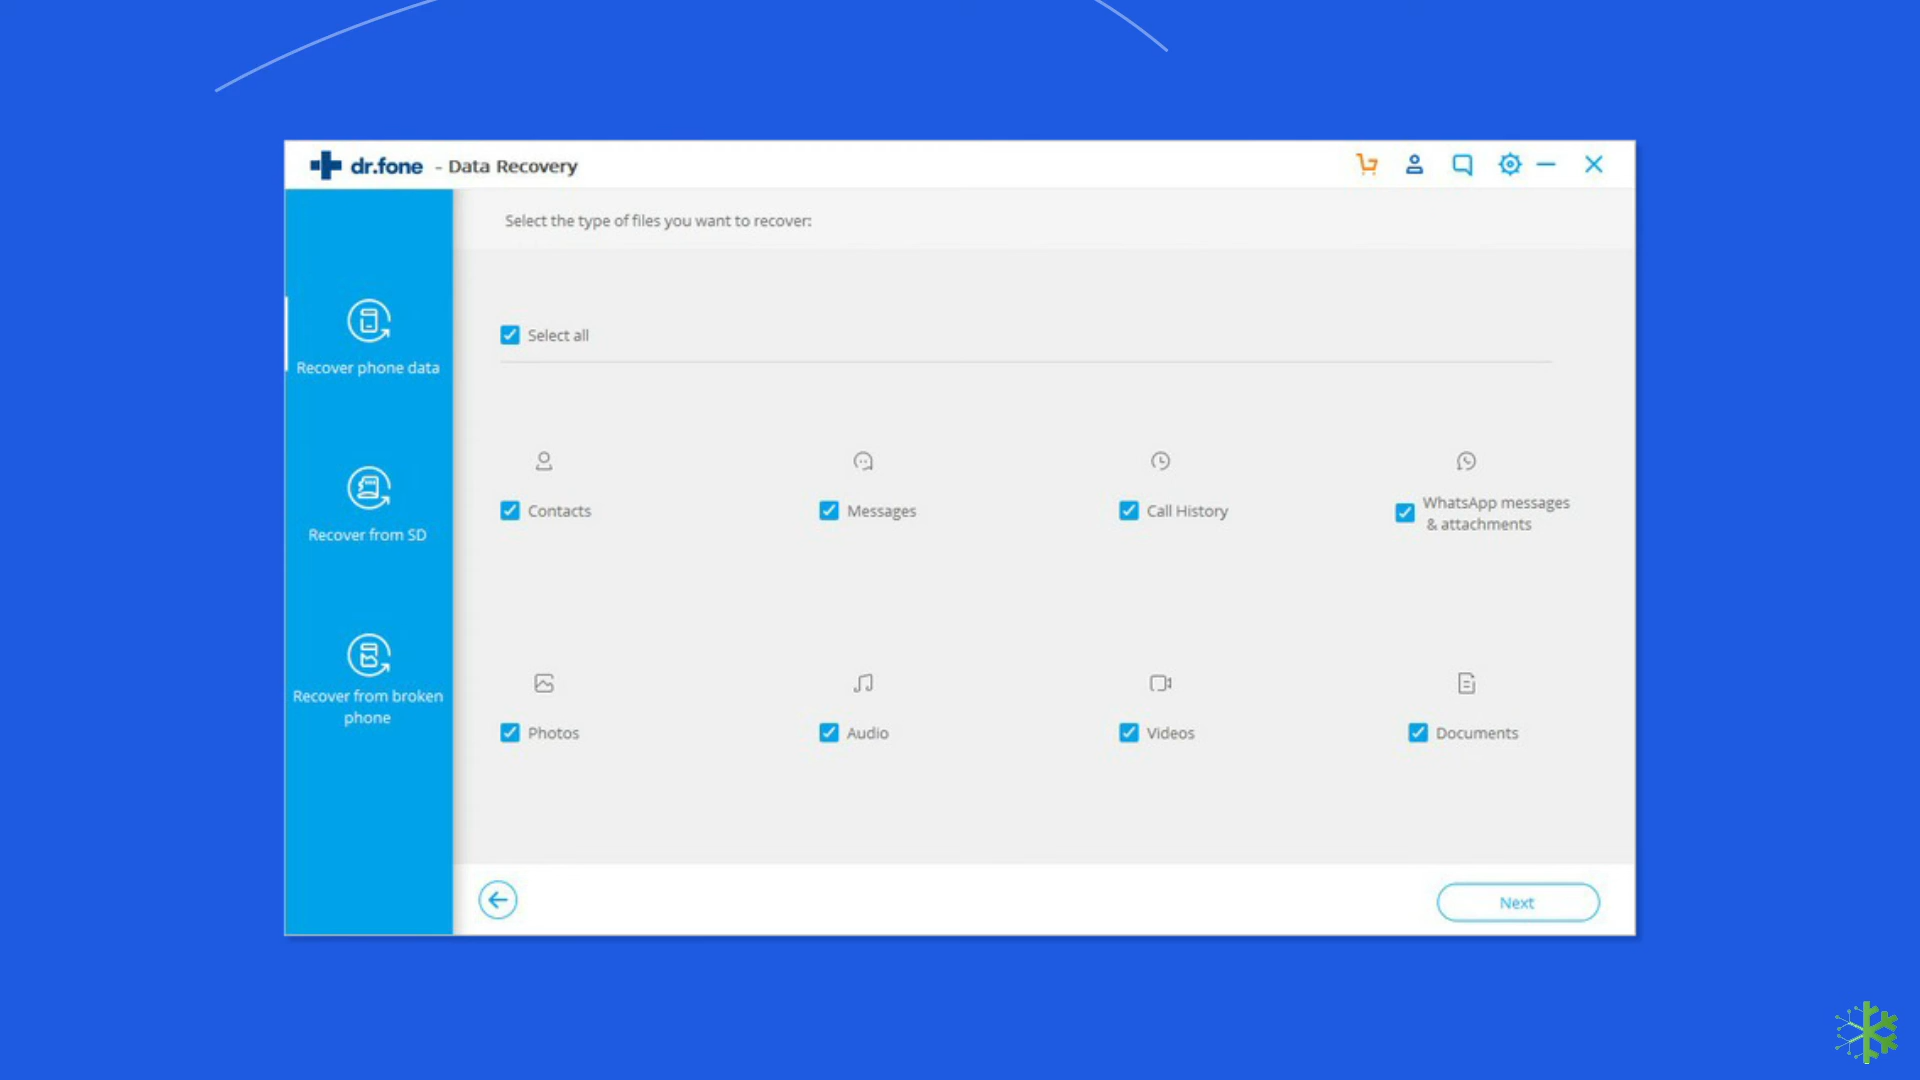 dr.fone - Data Recovery
Select the type of files you want to recover:
Select all
Recover phone data
Recover from SD
Recover from broken
phone
Contacts
Messages
Call History
WhatsApp messages
& attachments
Photos
Audio
Videos
Documents
Next